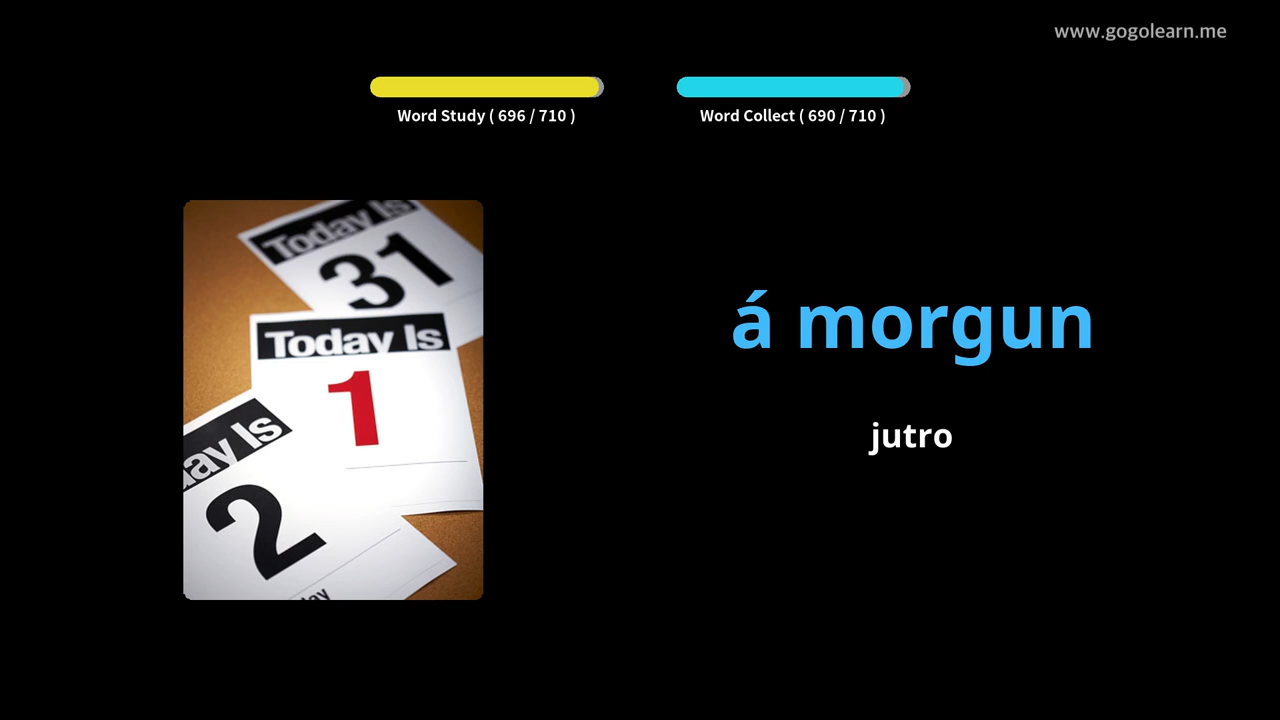 www.gogolearn.me
Word Study ( 696 / 710 )
Word Collect ( 690 / 710 )
Today Is
31
Today Is
1
ay Is
2
ay
á morgun
jutro